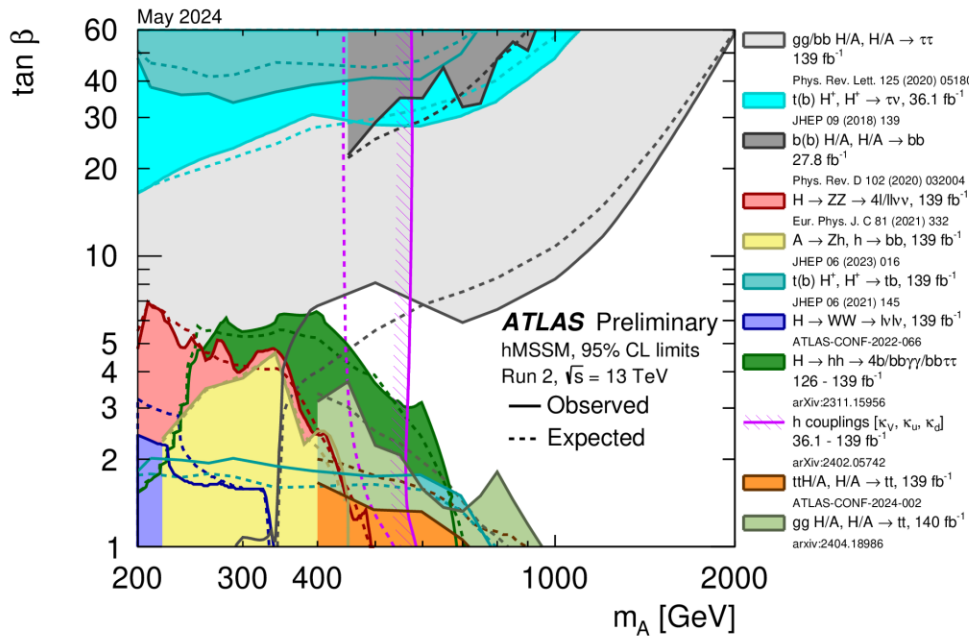 May 2024
tan β
60
40
30
20
10
5
4
3
2
1
200
300
400
1000
2000
m_A [GeV]
ATLAS Preliminary
hMSSM, 95% CL limits
Run 2, √s = 13 TeV
Observed
Expected
gg/bb H/A, H/A → ττ
139 fb⁻¹
Phys. Rev. Lett. 125 (2020) 05180
t(b) H⁺, H⁺ → τν, 36.1 fb⁻¹
JHEP 09 (2018) 139
b(b) H/A, H/A → bb
27.8 fb⁻¹
Phys. Rev. D 102 (2020) 032004
H → ZZ → 4l/llνν, 139 fb⁻¹
Eur. Phys. J. C 81 (2021) 332
A → Zh, h → bb, 139 fb⁻¹
JHEP 06 (2023) 016
t(b) H⁺, H⁺ → tb, 139 fb⁻¹
JHEP 06 (2021) 145
H → WW → lνlν, 139 fb⁻¹
ATLAS-CONF-2022-066
H → hh → 4b/bbγγ/bbττ
126 - 139 fb⁻¹
arXiv:2311.15956
h couplings [κ_V, κ_u, κ_d]
36.1 - 139 fb⁻¹
arXiv:2402.05742
ttH/A, H/A → tt, 139 fb⁻¹
ATLAS-CONF-2024-002
gg H/A, H/A → tt, 140 fb⁻¹
arxiv:2404.18986